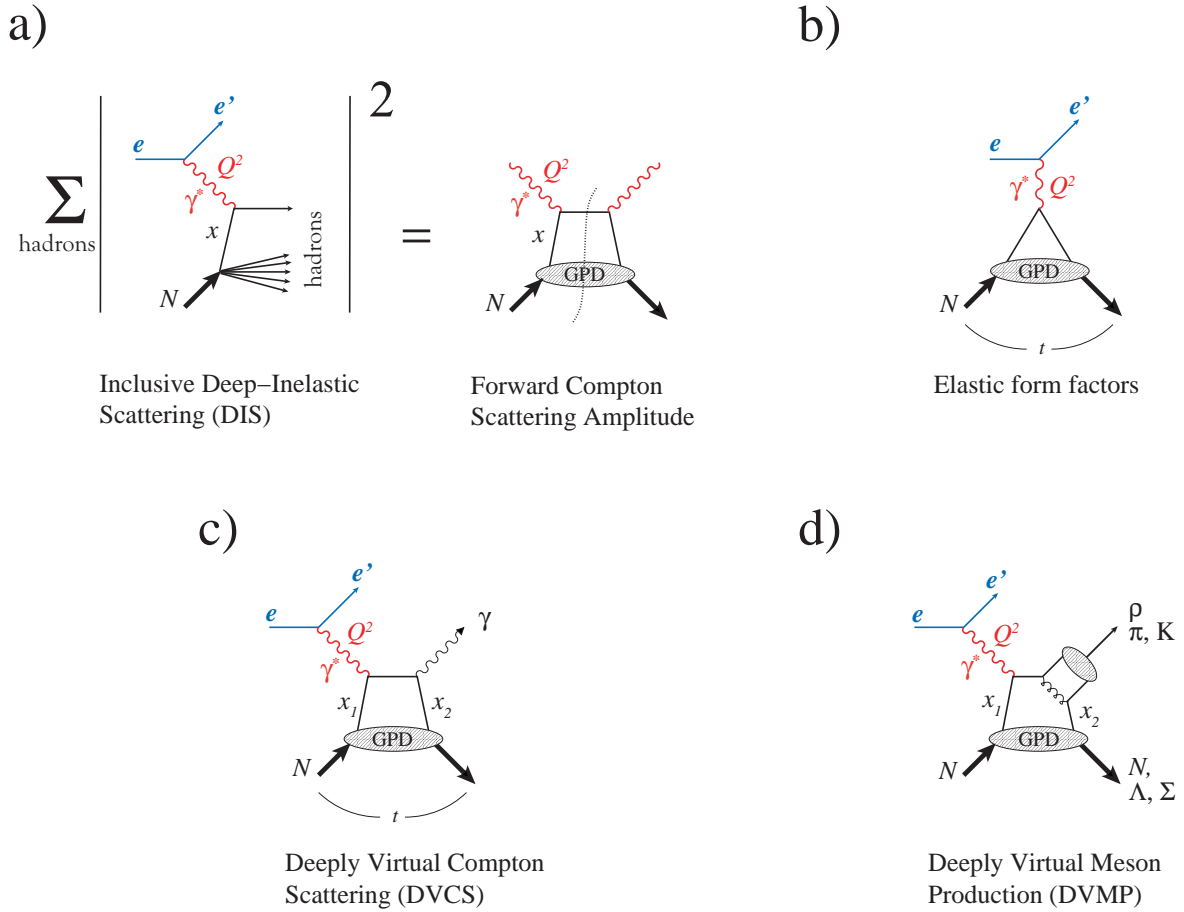 a)
e'
e
Q²
γ*
x
N
hadrons
2
Σ
hadrons
=
Q²
γ*
x
GPD
N
Inclusive Deep–Inelastic
Scattering (DIS)
Forward Compton
Scattering Amplitude
b)
e'
e
γ*
Q²
GPD
N
t
Elastic form factors
c)
e'
e
Q²
γ*
γ
x₁
x₂
GPD
N
t
Deeply Virtual Compton
Scattering (DVCS)
d)
e'
e
Q²
γ*
ρ
π, K
x₁
x₂
GPD
N
N,
Λ, Σ
Deeply Virtual Meson
Production (DVMP)